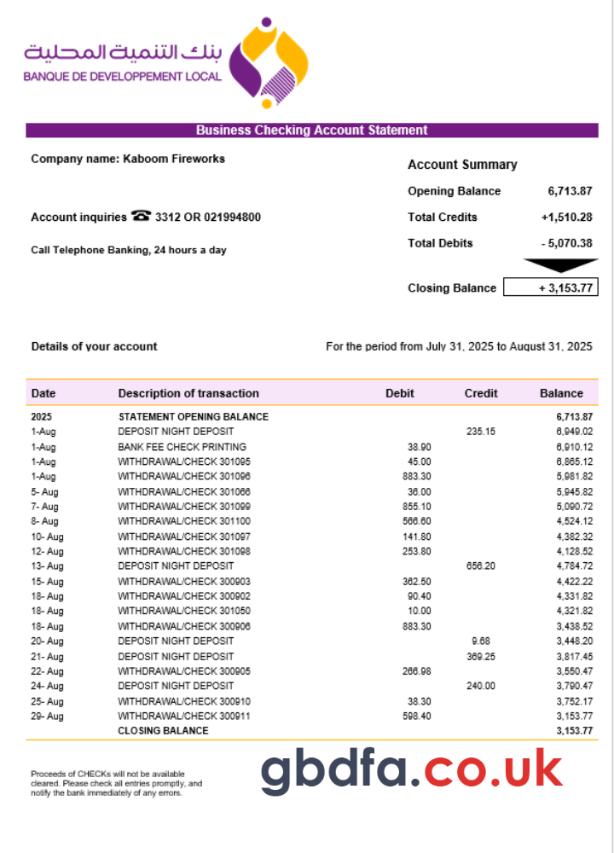 بنك التنمية المحلية
BANQUE DE DEVELOPPEMENT LOCAL
Business Checking Account Statement
Company name: Kaboom Fireworks
Account inquiries ☎ 3312 OR 021994800
Call Telephone Banking, 24 hours a day
Account Summary
Opening Balance 6,713.87
Total Credits +1,510.28
Total Debits - 5,070.38
Closing Balance + 3,153.77
Details of your account For the period from July 31, 2025 to August 31, 2025
Date Description of transaction Debit Credit Balance
2025 STATEMENT OPENING BALANCE 6,713.87
1-Aug DEPOSIT NIGHT DEPOSIT 235.15 6,949.02
1-Aug BANK FEE CHECK PRINTING 38.90 6,910.12
1-Aug WITHDRAWAL/CHECK 301095 45.00 6,865.12
1-Aug WITHDRAWAL/CHECK 301096 883.30 5,981.82
5- Aug WITHDRAWAL/CHECK 301066 36.00 5,945.82
7- Aug WITHDRAWAL/CHECK 301099 855.10 5,090.72
8- Aug WITHDRAWAL/CHECK 301100 566.60 4,524.12
10- Aug WITHDRAWAL/CHECK 301097 141.80 4,382.32
12- Aug WITHDRAWAL/CHECK 301098 253.80 4,128.52
13- Aug DEPOSIT NIGHT DEPOSIT 656.20 4,784.72
15- Aug WITHDRAWAL/CHECK 300903 362.50 4,422.22
18- Aug WITHDRAWAL/CHECK 300902 90.40 4,331.82
18- Aug WITHDRAWAL/CHECK 301050 10.00 4,321.82
18- Aug WITHDRAWAL/CHECK 300906 883.30 3,438.52
20- Aug DEPOSIT NIGHT DEPOSIT 9.68 3,448.20
21- Aug DEPOSIT NIGHT DEPOSIT 369.25 3,817.45
22- Aug WITHDRAWAL/CHECK 300905 266.98 3,550.47
24- Aug DEPOSIT NIGHT DEPOSIT 240.00 3,790.47
25- Aug WITHDRAWAL/CHECK 300910 38.30 3,752.17
29- Aug WITHDRAWAL/CHECK 300911 598.40 3,153.77
CLOSING BALANCE 3,153.77
Proceeds of CHECKs will not be available
cleared. Please check all entries promptly, and
notify the bank immediately of any errors.
gbdfa.co.uk